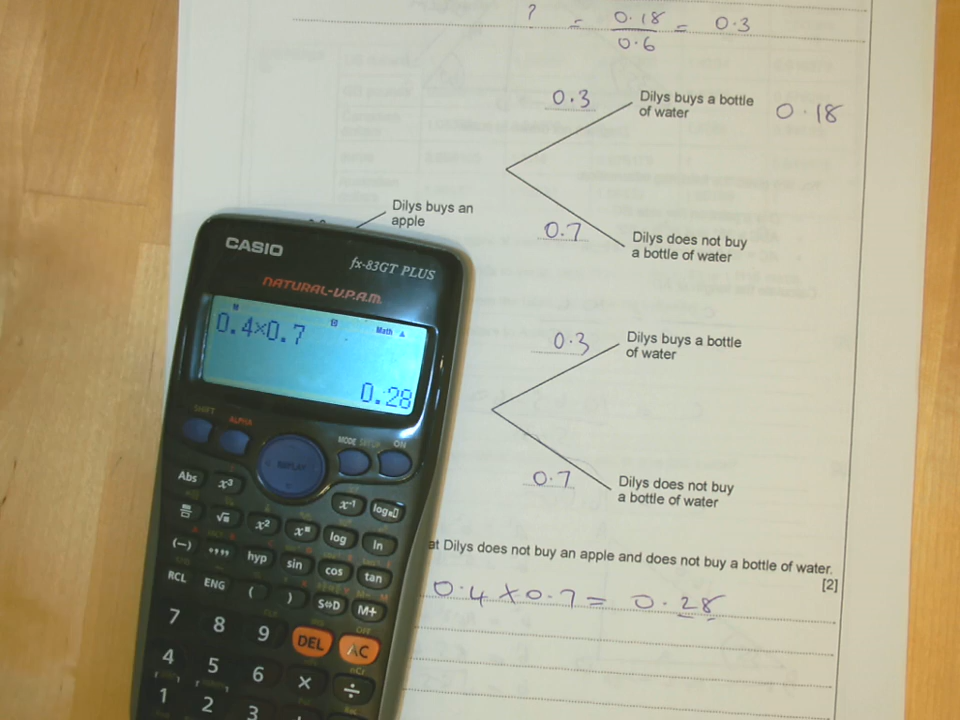 ? = 0.18 / 0.6 = 0.3
0.3
Dilys buys a bottle
of water
0.18
Dilys buys an
apple
0.7
Dilys does not buy
a bottle of water
0.3
Dilys buys a bottle
of water
0.7
Dilys does not buy
a bottle of water
at Dilys does not buy an apple and does not buy a bottle of water.
[2]
0.4 × 0.7 = 0.28
CASIO
fx-83GT PLUS
NATURAL-V.P.A.M.
Math ▲
0.4×0.7
0.28
SHIFT ALPHA MODE SETUP ON
REPLAY
Abs x³ x⁻¹ log
√ x² log ln
(−) hyp sin cos tan
RCL ENG ( ) S⇔D M+
7 8 9 DEL AC
4 5 6 × ÷
1 2 3